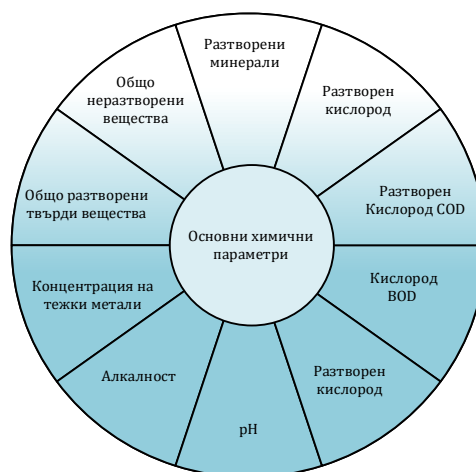 Разтворени
минерали
Разтворен
кислород
Разтворен
Кислород COD
Кислород
BOD
Разтворен
кислород
pH
Алкалност
Концентрация на
тежки метали
Общо разтворени
твърди вещества
Общо
неразтворени
вещества
Основни химични
параметри